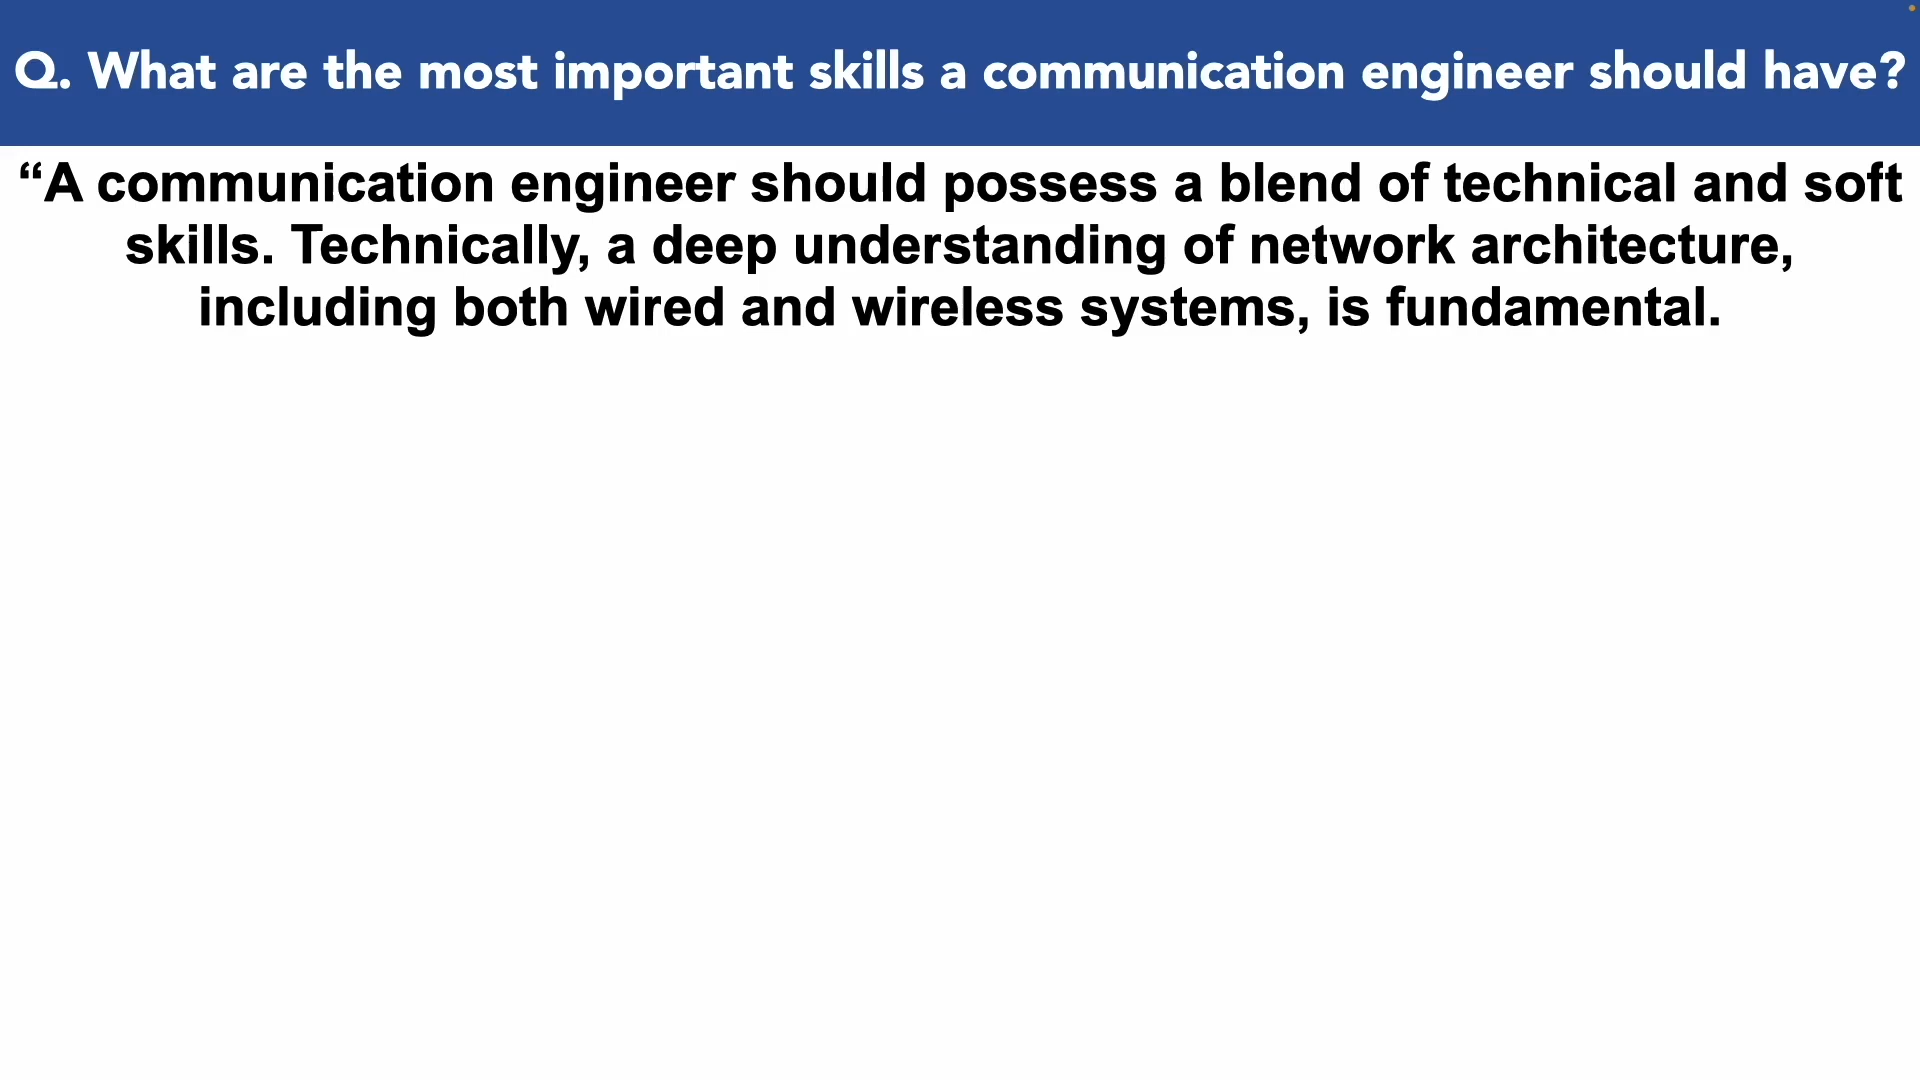 Q. What are the most important skills a communication engineer should have?
“A communication engineer should possess a blend of technical and soft
skills. Technically, a deep understanding of network architecture,
including both wired and wireless systems, is fundamental.